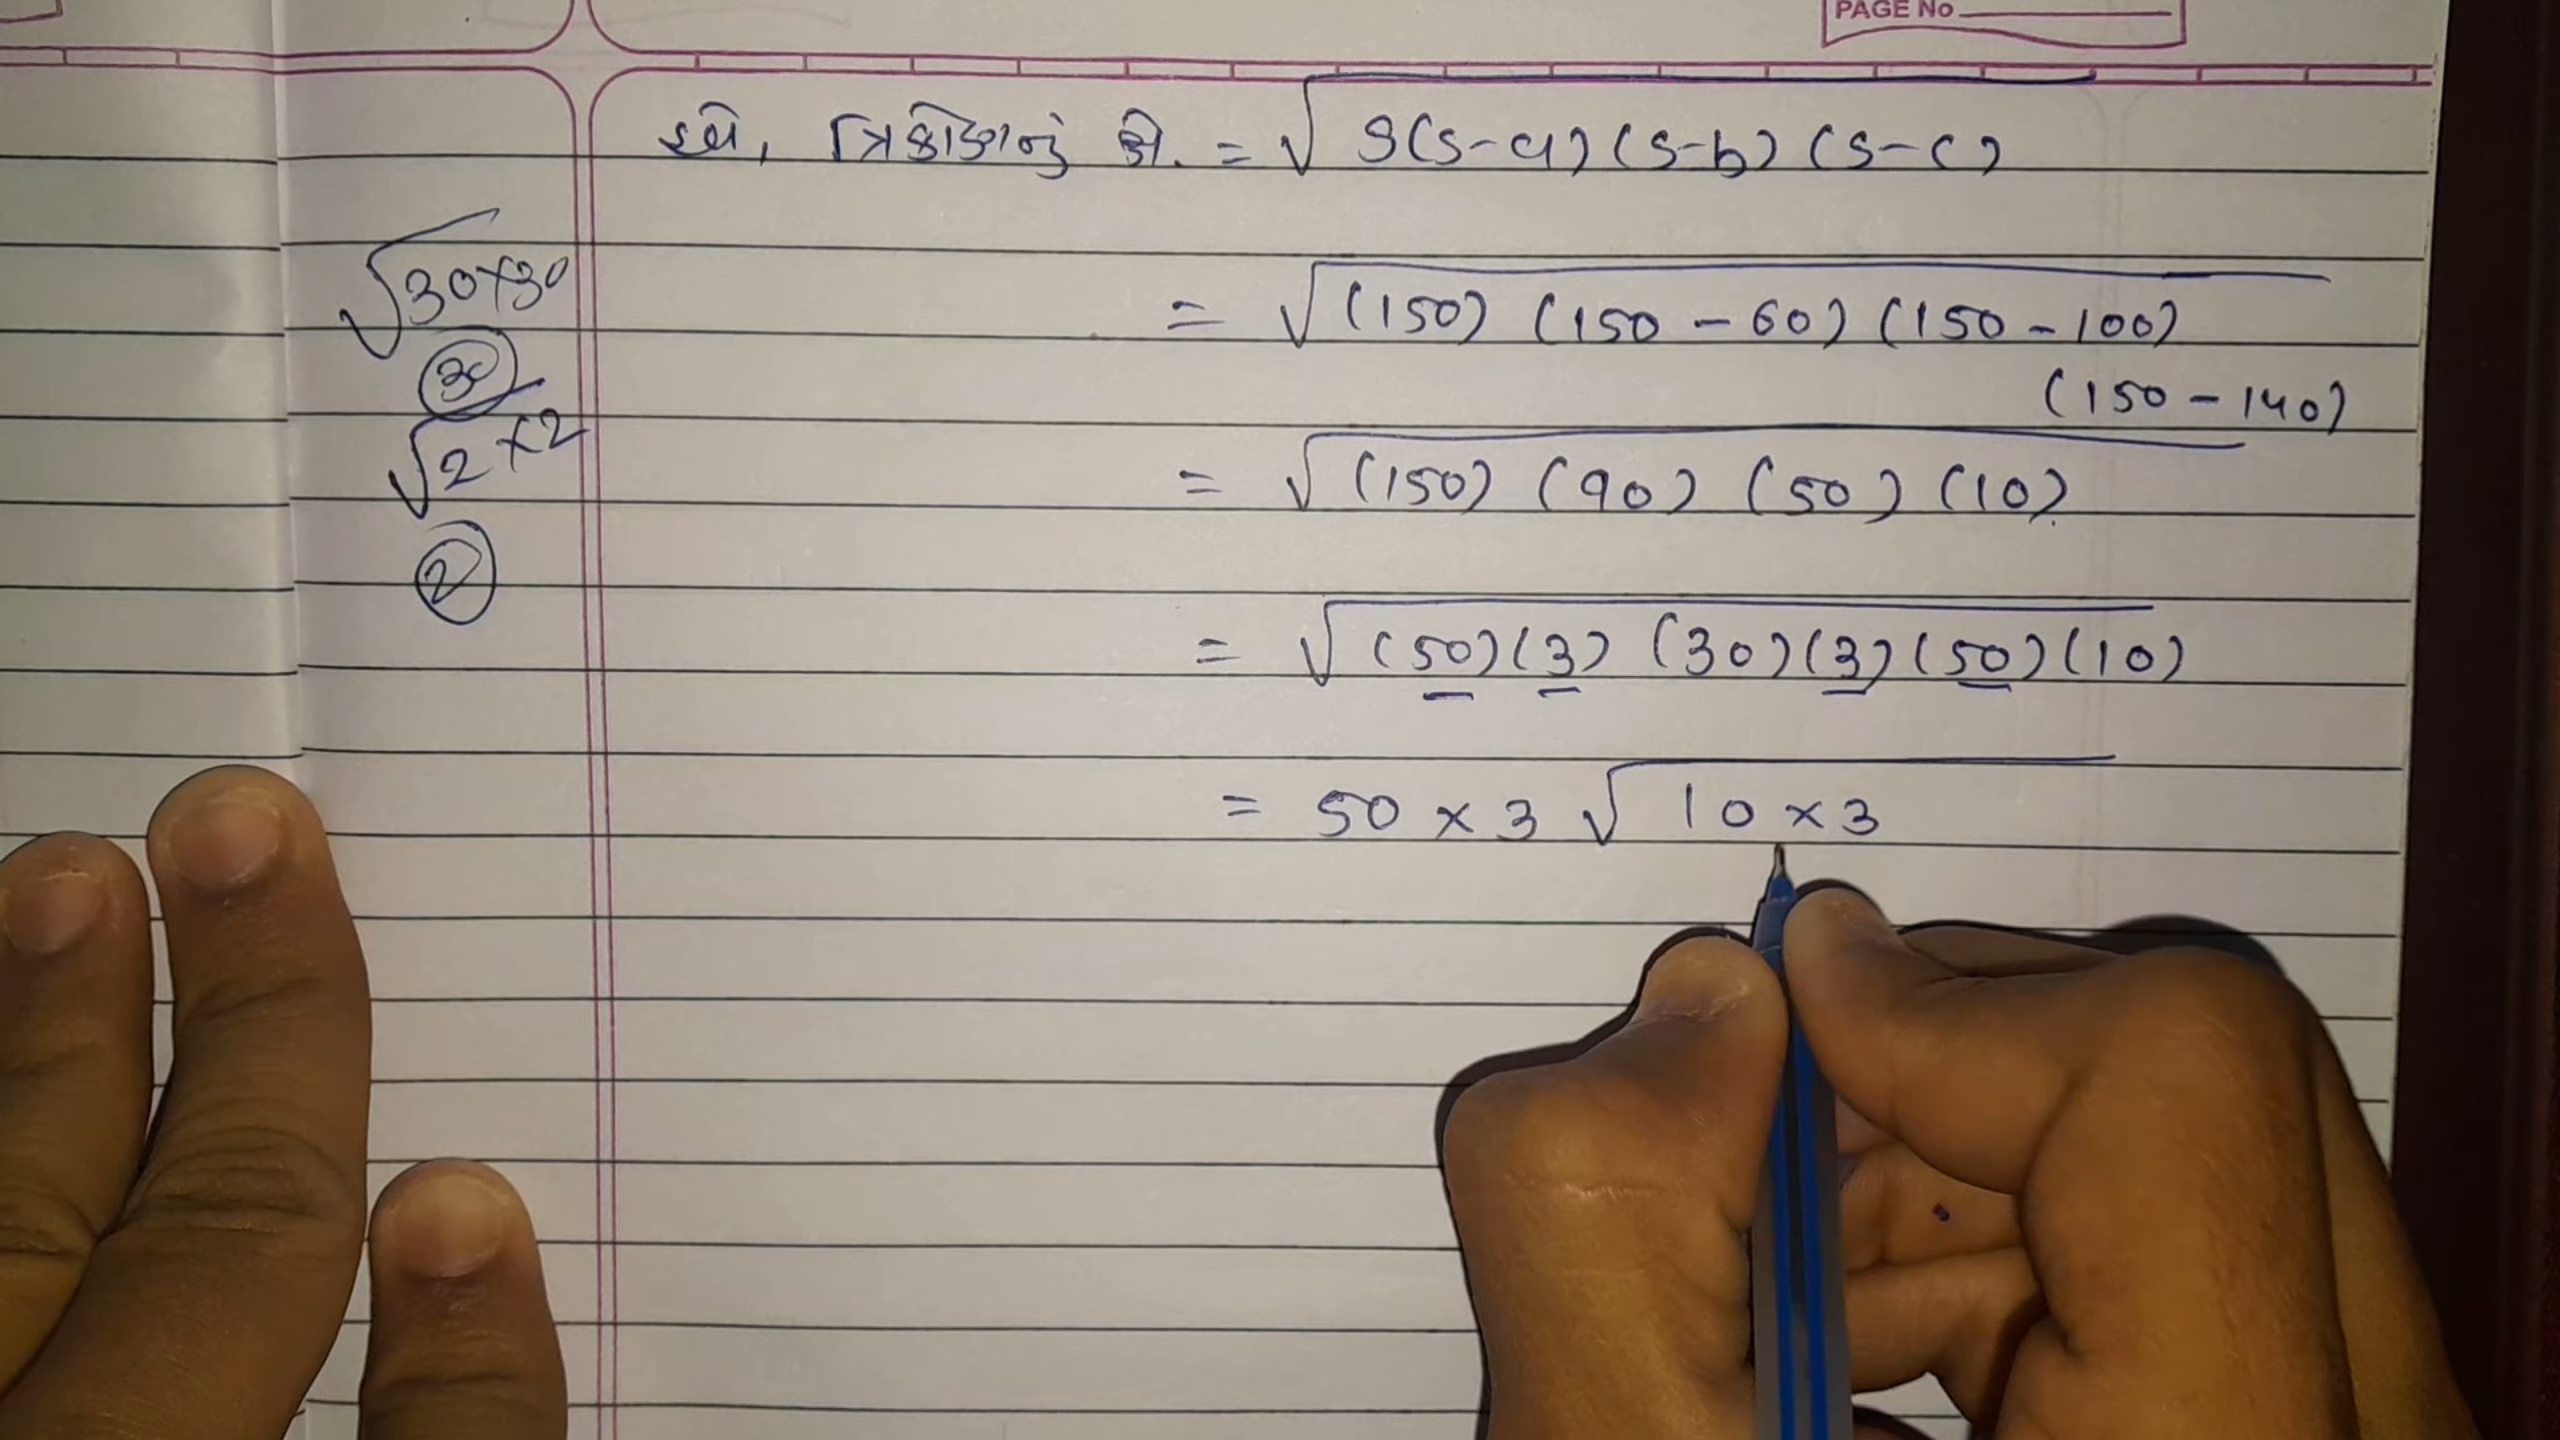 PAGE No
હવે, ત્રિકોણનું ક્ષે. = √ S(S-a)(S-b)(S-c)
= √ (150) (150 - 60) (150 - 100)
(150 - 140)
= √ (150) (90) (50) (10)
= √ (50)(3) (30)(3)(50)(10)
= 50 × 3 √ 10 × 3
√30×30
30
√2×2
2